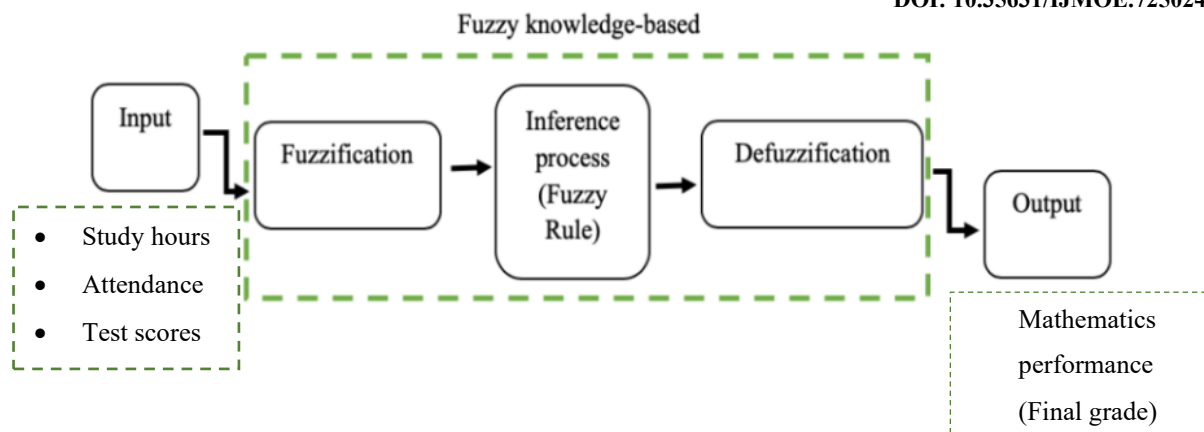 Fuzzy knowledge-based
Input
Fuzzification
Inference
process
(Fuzzy
Rule)
Defuzzification
Output
• Study hours
• Attendance
• Test scores
Mathematics
performance
(Final grade)